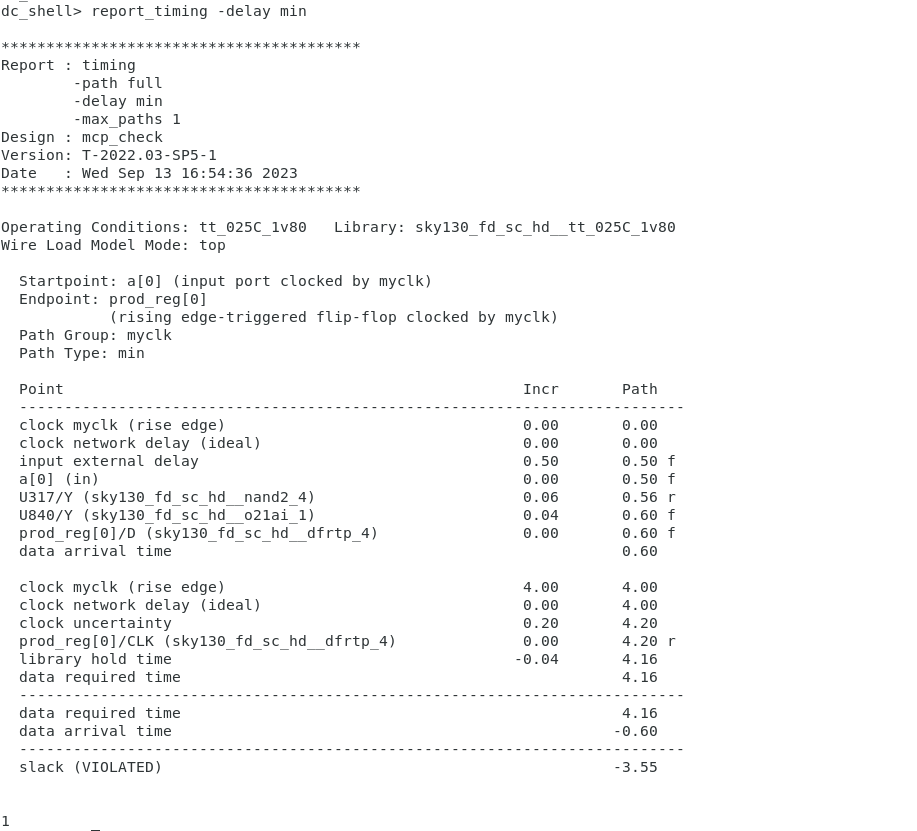 dc_shell> report_timing -delay min
****************************************
Report : timing
-path full
-delay min
-max_paths 1
Design : mcp_check
Version: T-2022.03-SP5-1
Date   : Wed Sep 13 16:54:36 2023
****************************************
Operating Conditions: tt_025C_1v80   Library: sky130_fd_sc_hd__tt_025C_1v80
Wire Load Model Mode: top
Startpoint: a[0] (input port clocked by myclk)
Endpoint: prod_reg[0]
(rising edge-triggered flip-flop clocked by myclk)
Path Group: myclk
Path Type: min
Point                                                   Incr       Path
--------------------------------------------------------------------------
clock myclk (rise edge)                                 0.00       0.00
clock network delay (ideal)                             0.00       0.00
input external delay                                    0.50       0.50 f
a[0] (in)                                               0.00       0.50 f
U317/Y (sky130_fd_sc_hd__nand2_4)                       0.06       0.56 r
U840/Y (sky130_fd_sc_hd__o21ai_1)                       0.04       0.60 f
prod_reg[0]/D (sky130_fd_sc_hd__dfrtp_4)                0.00       0.60 f
data arrival time                                                  0.60
clock myclk (rise edge)                                 4.00       4.00
clock network delay (ideal)                             0.00       4.00
clock uncertainty                                       0.20       4.20
prod_reg[0]/CLK (sky130_fd_sc_hd__dfrtp_4)              0.00       4.20 r
library hold time                                      -0.04       4.16
data required time                                                 4.16
--------------------------------------------------------------------------
data required time                                                 4.16
data arrival time                                                 -0.60
--------------------------------------------------------------------------
slack (VIOLATED)                                                  -3.55
1